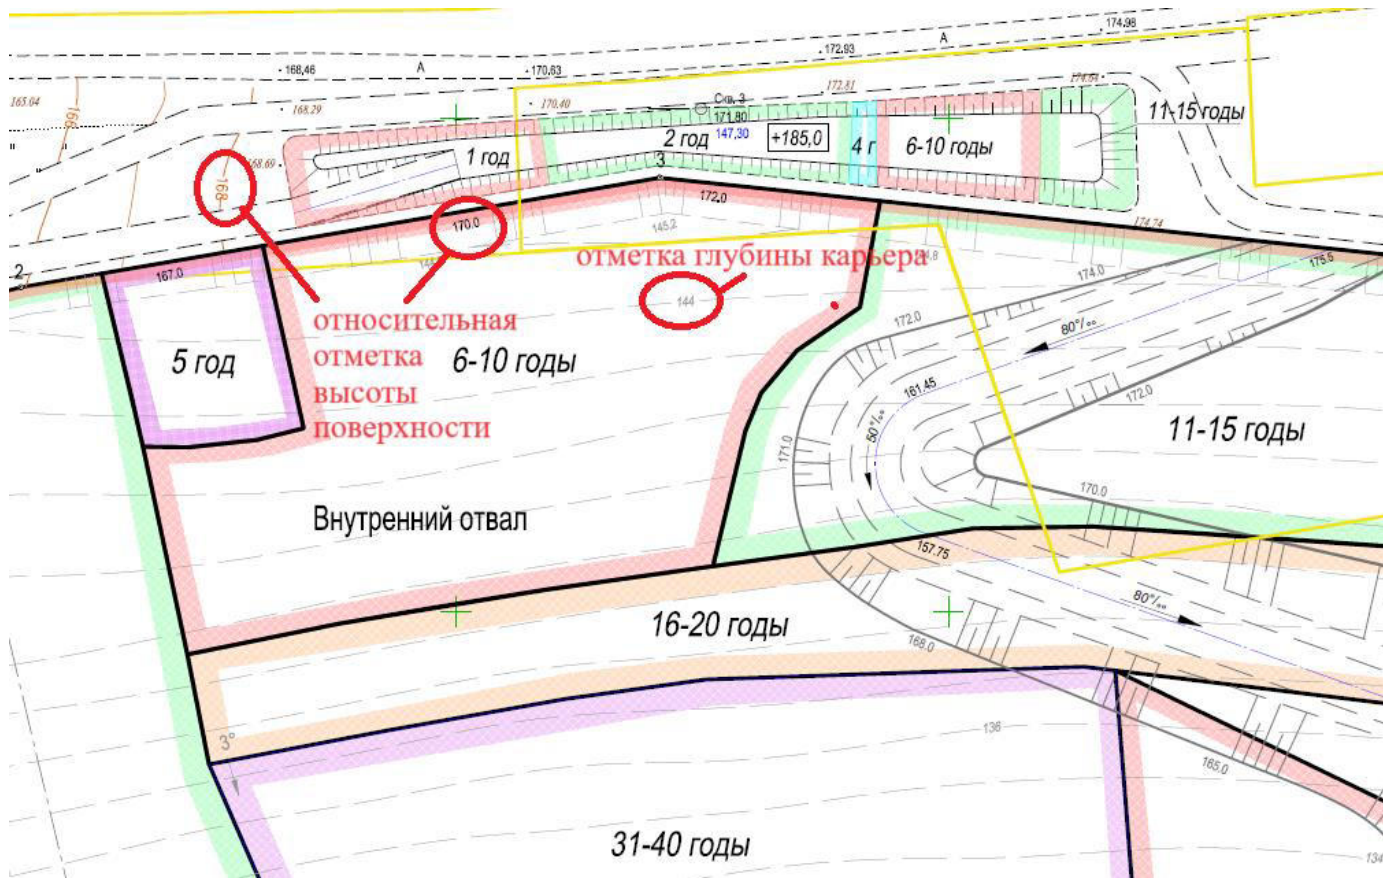 174.98
172.93
А
168,46
А
170.63
165.04
168
168.29
170.40
Скв. 3
172.81
174.64
171.80
147,30
11-15 годы
2 год
+185,0
4 г
6-10 годы
1 год
3
168.69
168
172.0
170.0
145,2
174.74
2
167.0
отметка глубины карьера
174.0
175.5
144
172.0
80°/₀₀
относительная
отметка
высоты
поверхности
5 год
6-10 годы
161.45
172.0
50°/₀₀
11-15 годы
171.0
170.0
Внутренний отвал
157.75
80°/₀₀
16-20 годы
168.0
3°
136
165.0
31-40 годы
134